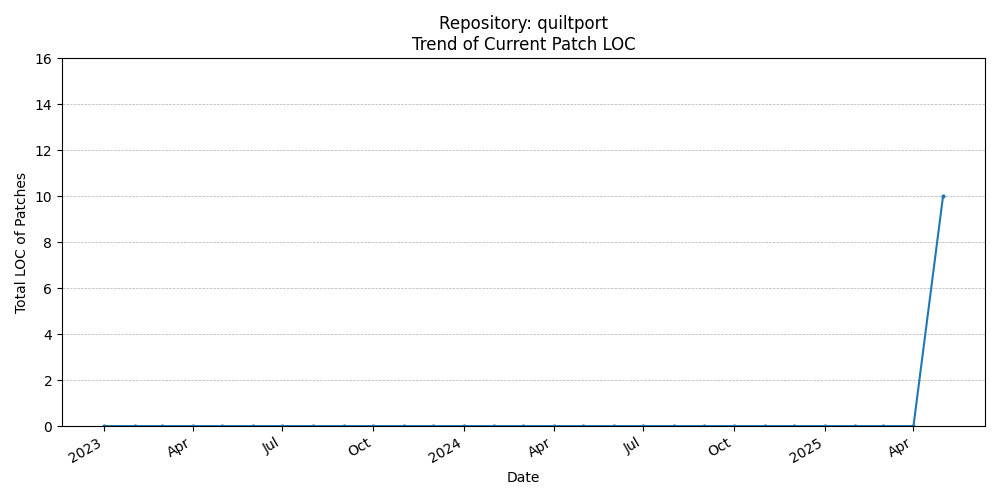 Repository: quiltport
Trend of Current Patch LOC
16
14
12
10
8
6
4
2
0
Total LOC of Patches
2023
Apr
Jul
Oct
2024
Apr
Jul
Oct
2025
Apr
Date